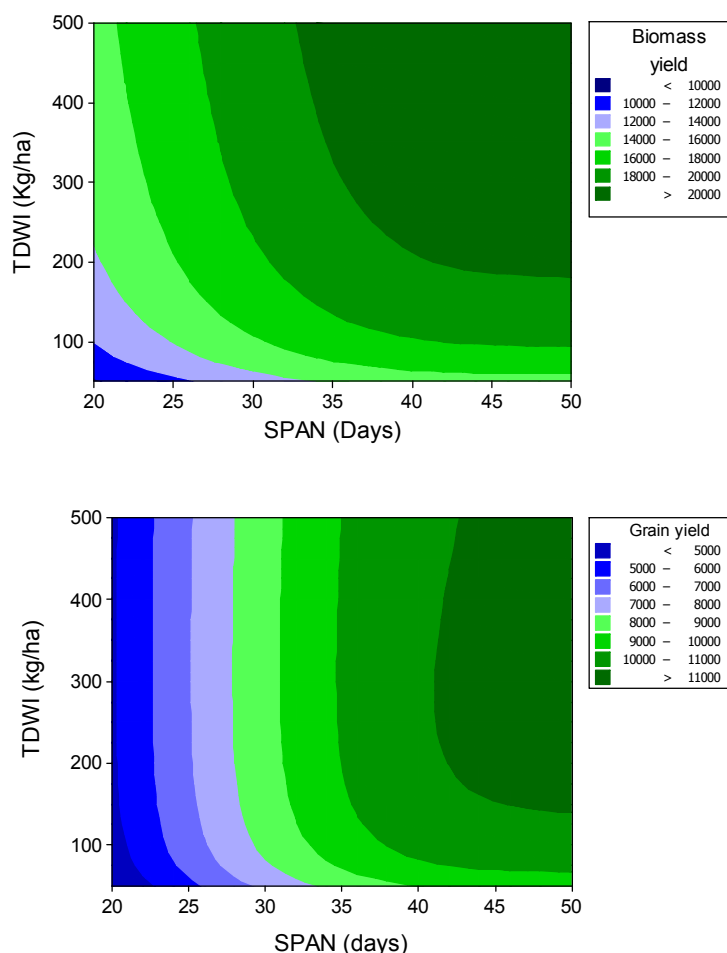 Biomass
yield
< 10000
10000 – 12000
12000 – 14000
14000 – 16000
16000 – 18000
18000 – 20000
> 20000
500
400
300
200
100
TDWI (Kg/ha)
20 25 30 35 40 45 50
SPAN (Days)
Grain yield
< 5000
5000 – 6000
6000 – 7000
7000 – 8000
8000 – 9000
9000 – 10000
10000 – 11000
> 11000
500
400
300
200
100
TDWI (kg/ha)
20 25 30 35 40 45 50
SPAN (days)